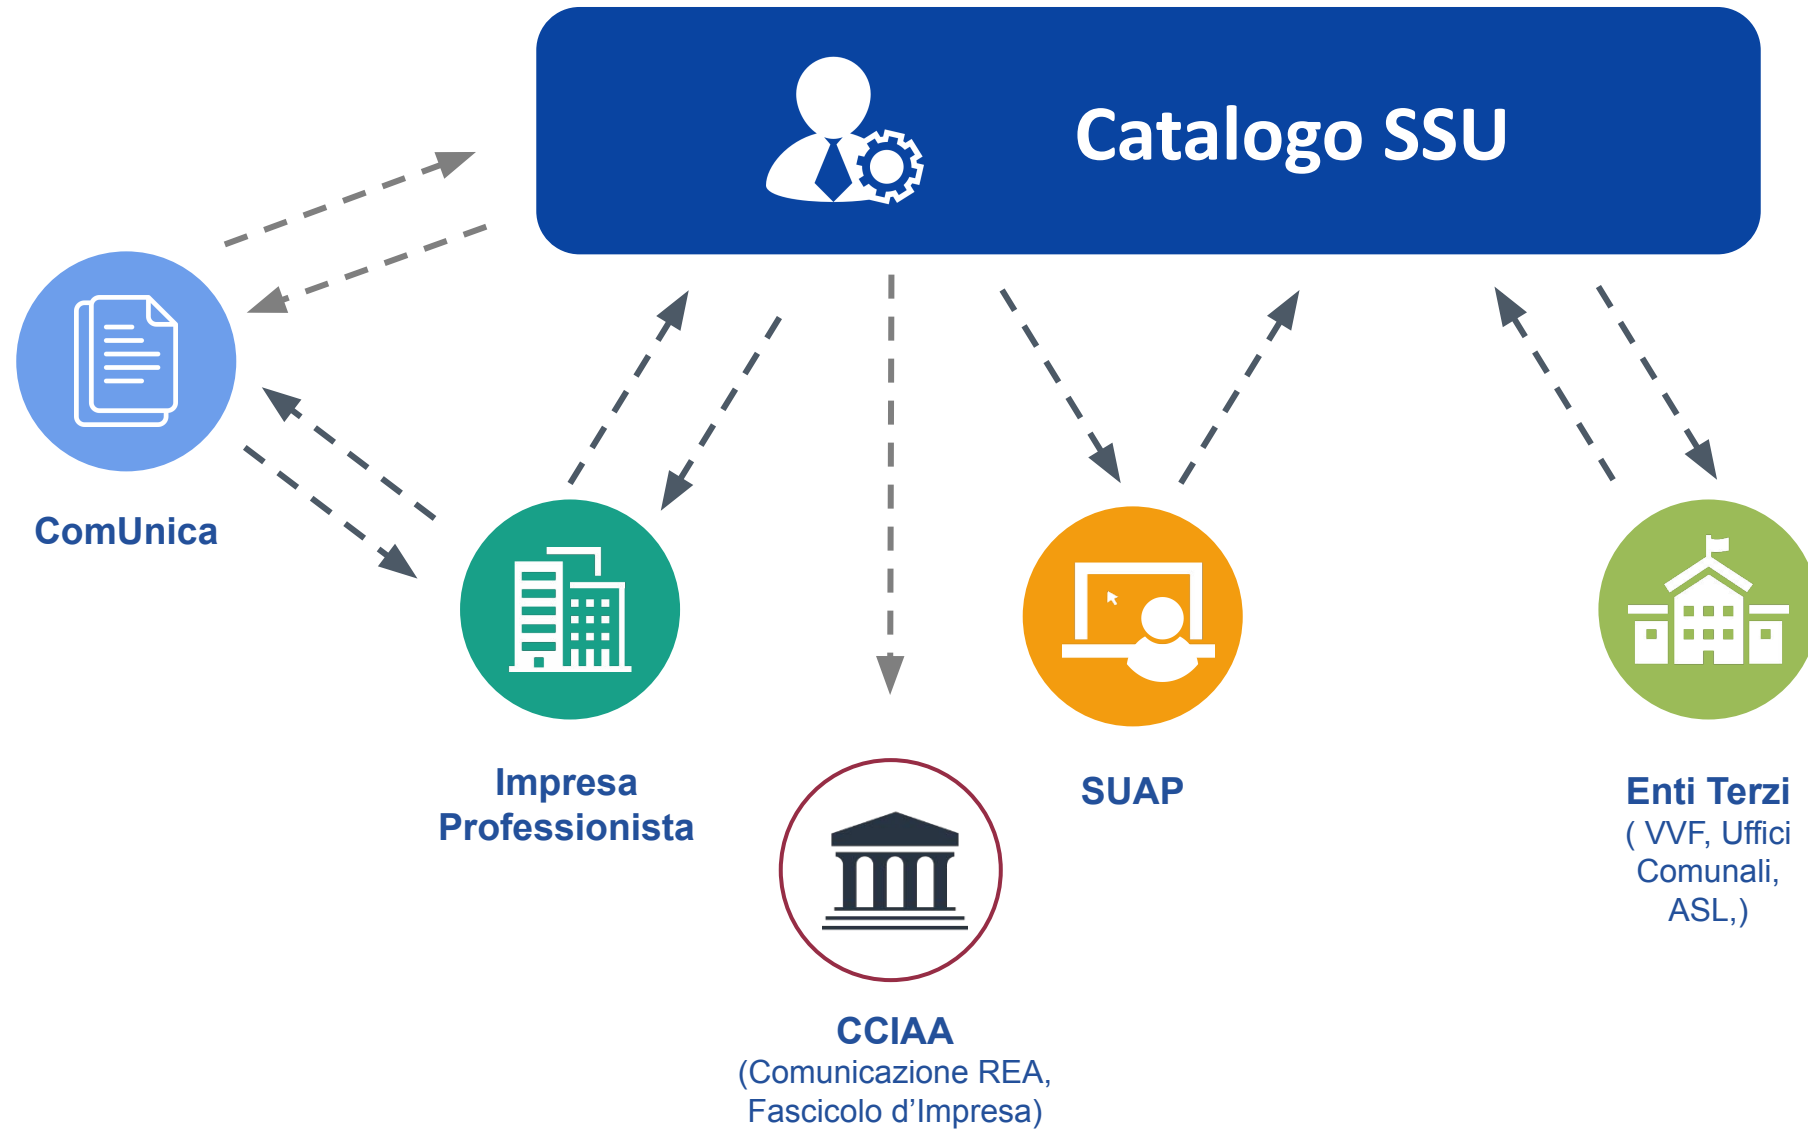 Catalogo SSU
ComUnica
Impresa
Professionista
SUAP
Enti Terzi
( VVF, Uffici
Comunali,
ASL,)
CCIAA
(Comunicazione REA,
Fascicolo d’Impresa)